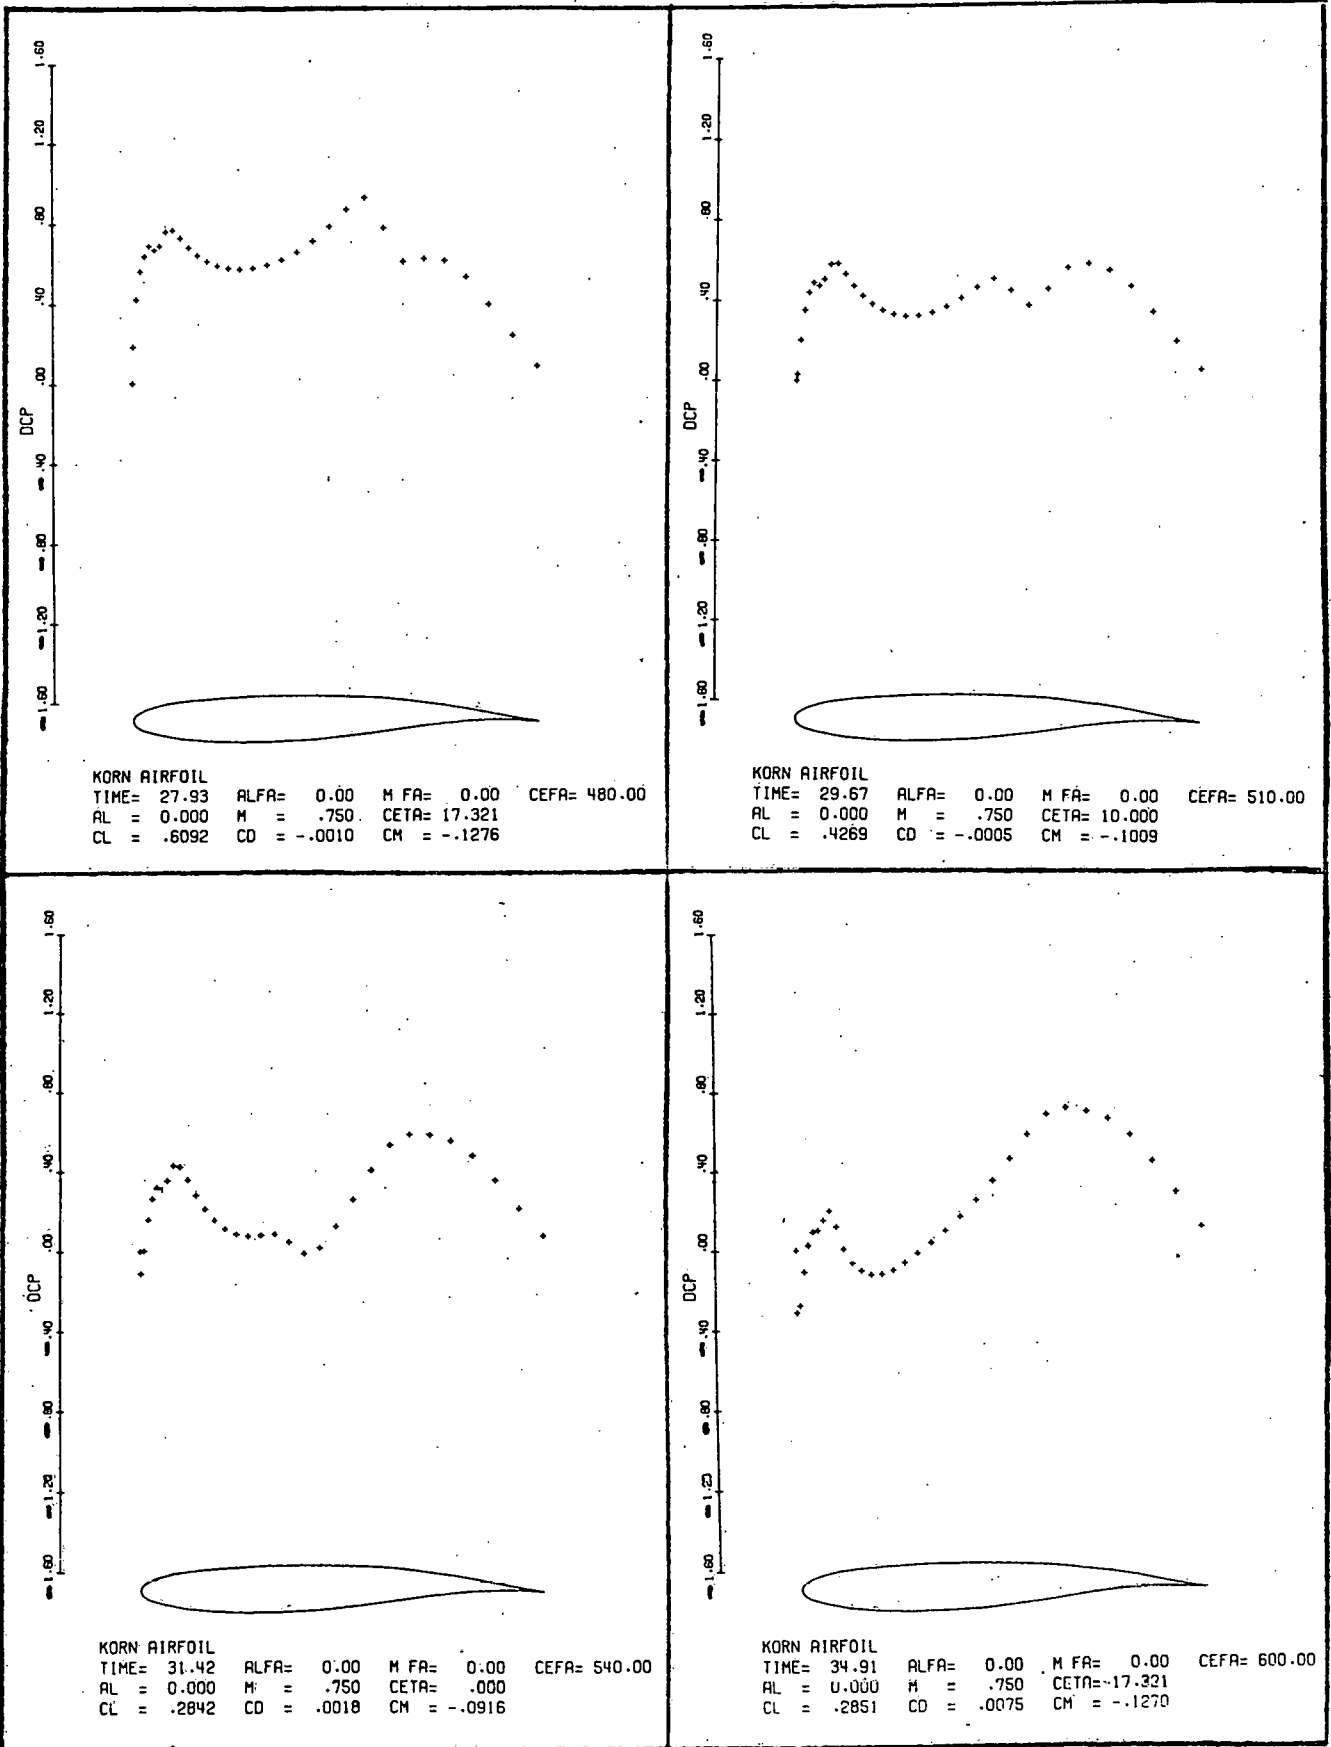 1.60
1.20
.80
.40
.00
-.40
-.80
-1.20
-1.60
DCP
KORN AIRFOIL
TIME= 27.93 ALFA= 0.00 M FA= 0.00 CEFA= 480.00
AL = 0.000 M = .750 CETA= 17.321
CL = .6092 CD = -.0010 CM = -.1276
1.60
1.20
.80
.40
.00
-.40
-.80
-1.20
-1.60
DCP
KORN AIRFOIL
TIME= 29.67 ALFA= 0.00 M FA= 0.00 CEFA= 510.00
AL = 0.000 M = .750 CETA= 10.000
CL = .4269 CD = -.0005 CM = -.1009
1.60
1.20
.80
.40
.00
-.40
-.80
-1.20
-1.60
DCP
KORN AIRFOIL
TIME= 31.42 ALFA= 0.00 M FA= 0.00 CEFA= 540.00
AL = 0.000 M = .750 CETA= .000
CL = .2842 CD = .0018 CM = -.0916
1.60
1.20
.80
.40
.00
-.40
-.80
-1.20
-1.60
DCP
KORN AIRFOIL
TIME= 34.91 ALFA= 0.00 M FA= 0.00 CEFA= 600.00
AL = 0.000 M = .750 CETA=-17.321
CL = .2851 CD = .0075 CM = -.1270